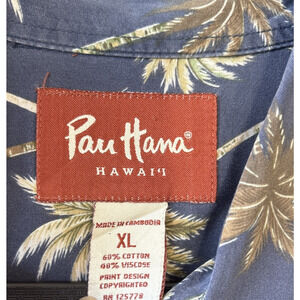 Pau Hana®
HAWAI'I
MADE IN CAMBODIA
XL
60% COTTON
40% VISCOSE
PRINT DESIGN
COPYRIGHTED
RN 125778